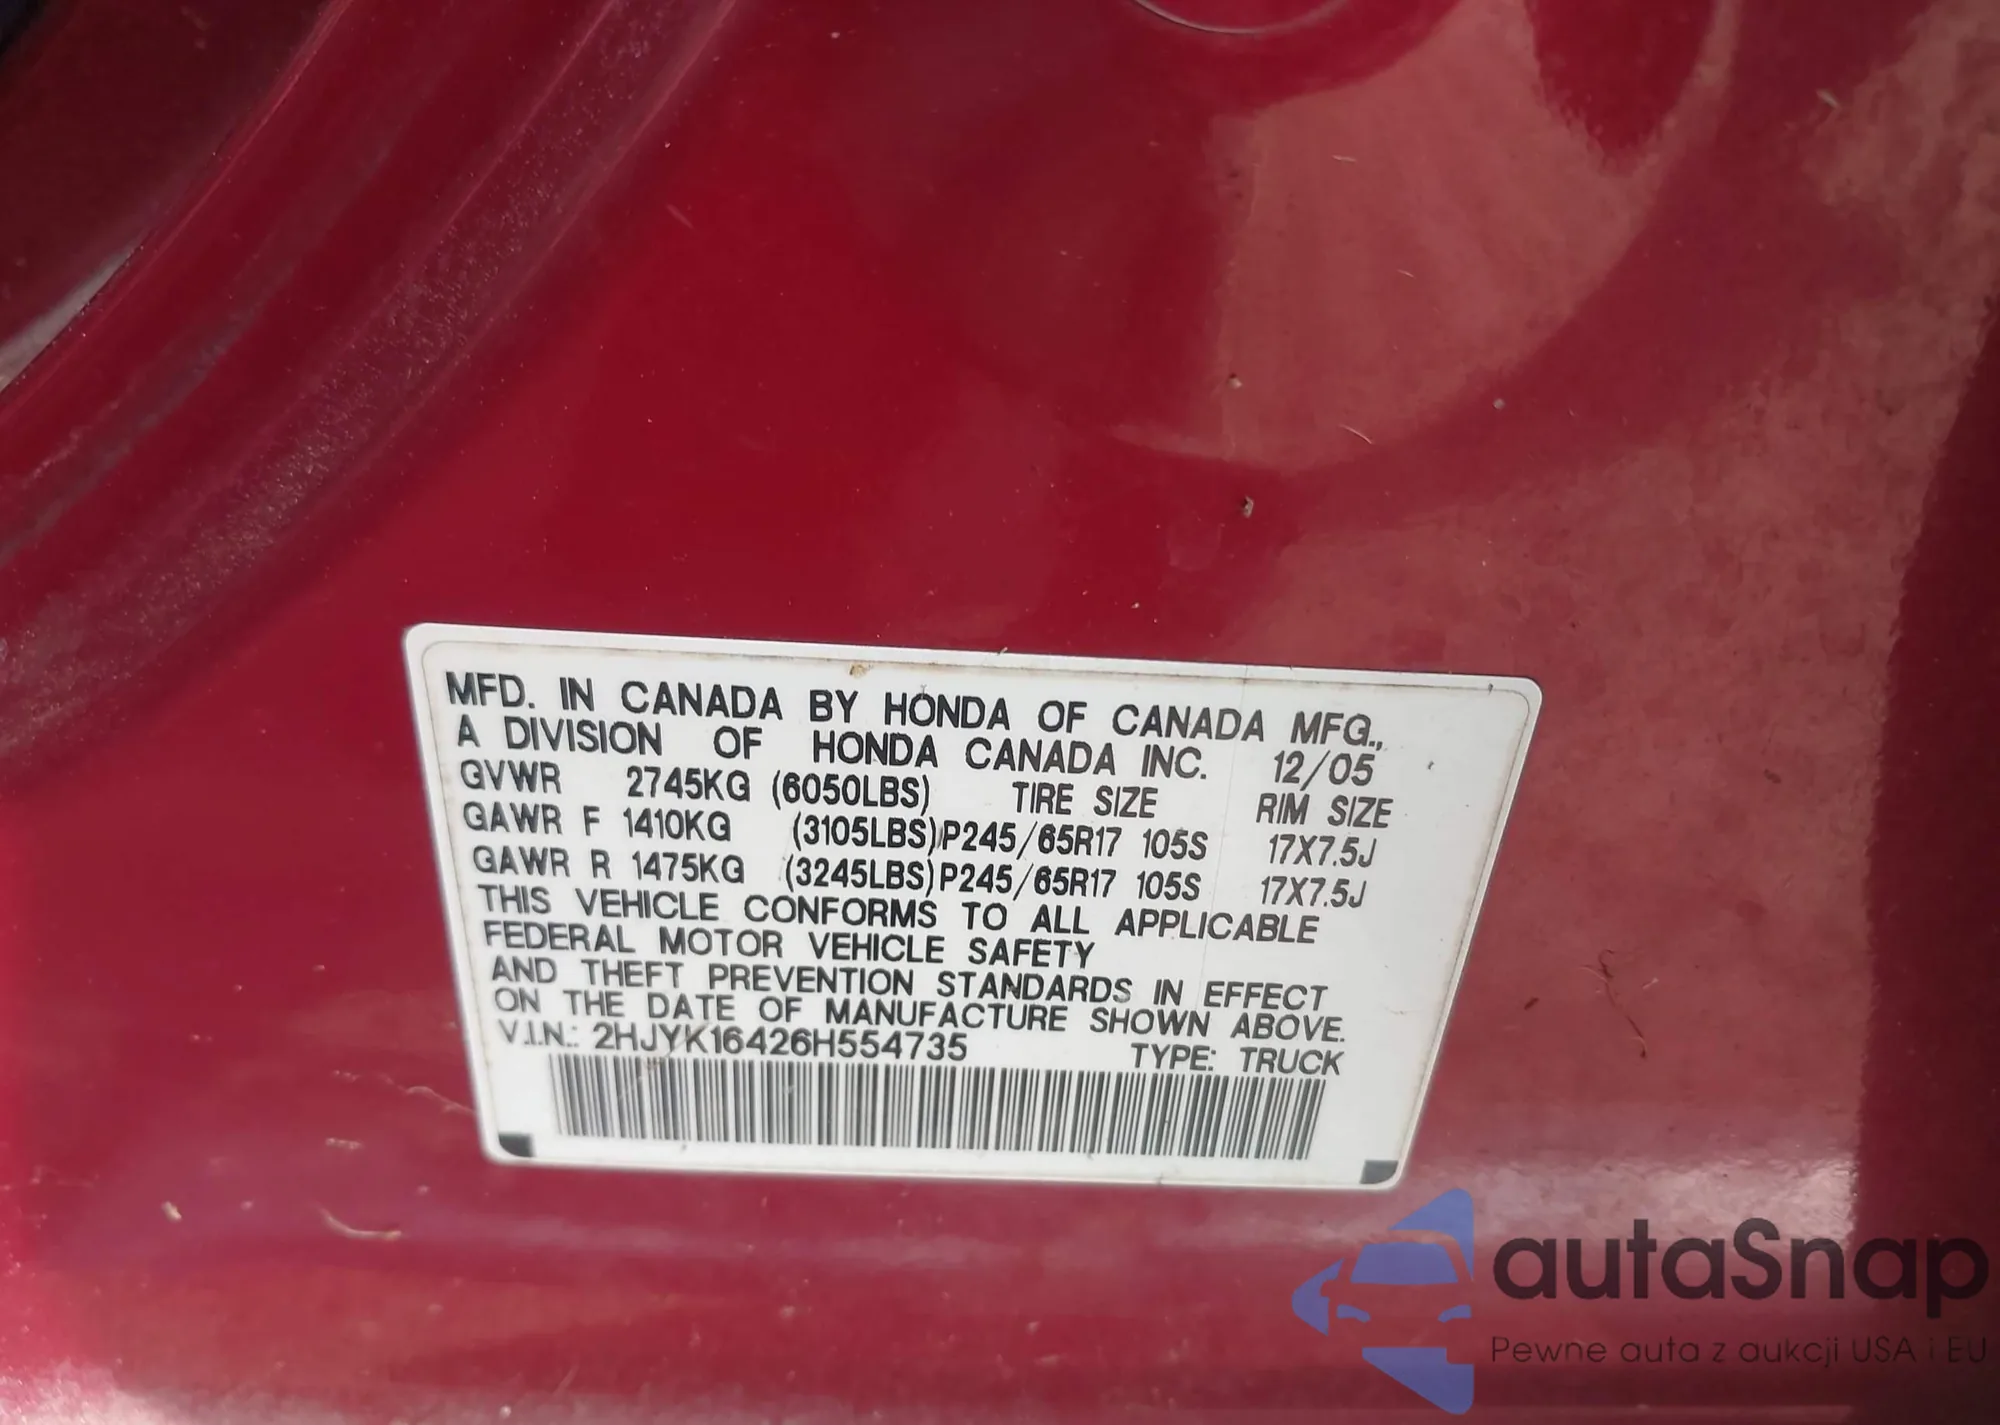 MFD. IN CANADA BY HONDA OF CANADA MFG.,
A DIVISION OF HONDA CANADA INC. 12/05
GVWR 2745KG (6050LBS) TIRE SIZE RIM SIZE
GAWR F 1410KG (3105LBS)P245/65R17 105S 17X7.5J
GAWR R 1475KG (3245LBS)P245/65R17 105S 17X7.5J
THIS VEHICLE CONFORMS TO ALL APPLICABLE
FEDERAL MOTOR VEHICLE SAFETY
AND THEFT PREVENTION STANDARDS IN EFFECT
ON THE DATE OF MANUFACTURE SHOWN ABOVE.
V.I.N.: 2HJYK16426H554735 TYPE: TRUCK
autaSnap
Pewne auta z aukcji USA i EU